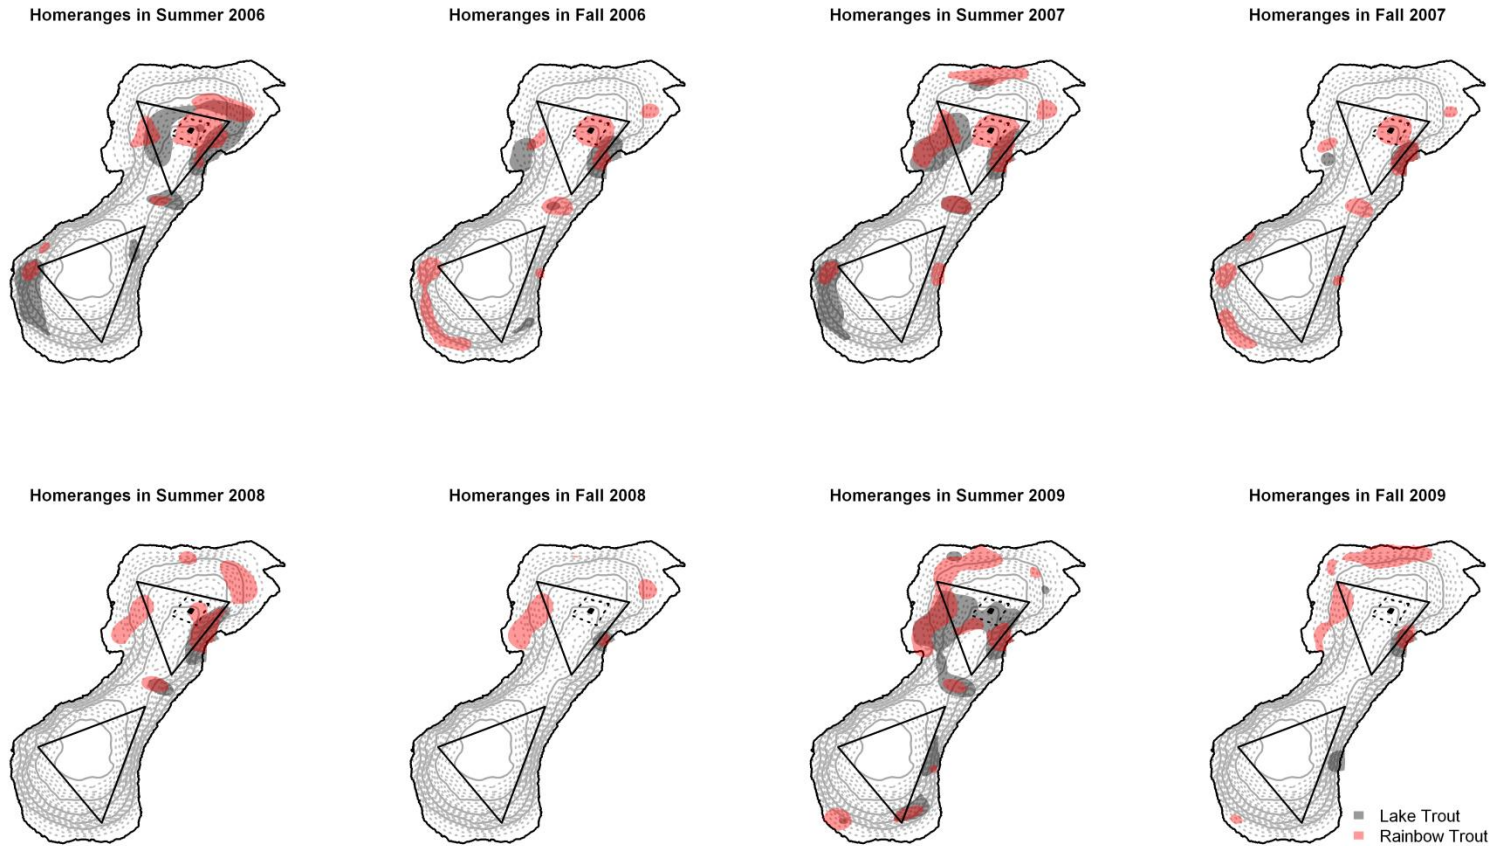 Homeranges in Summer 2006
Homeranges in Fall 2006
Homeranges in Summer 2007
Homeranges in Fall 2007
Homeranges in Summer 2008
Homeranges in Fall 2008
Homeranges in Summer 2009
Homeranges in Fall 2009
Lake Trout
Rainbow Trout